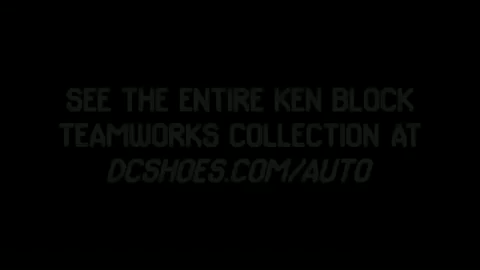 SEE THE ENTIRE KEN BLOCK
TEAMWORKS COLLECTION AT
DCSHOES.COM/AUTO